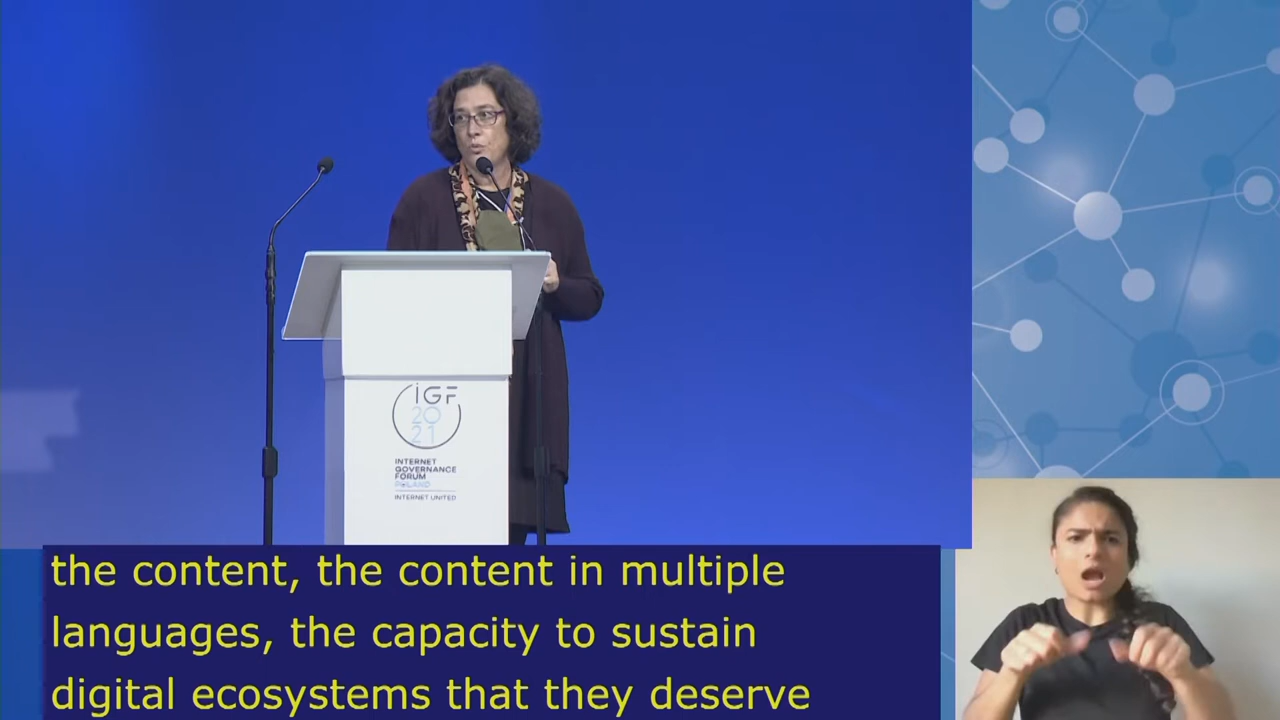 iGF
20
21
INTERNET
GOVERNANCE
FORUM
POLAND
INTERNET UNITED
the content, the content in multiple
languages, the capacity to sustain
digital ecosystems that they deserve